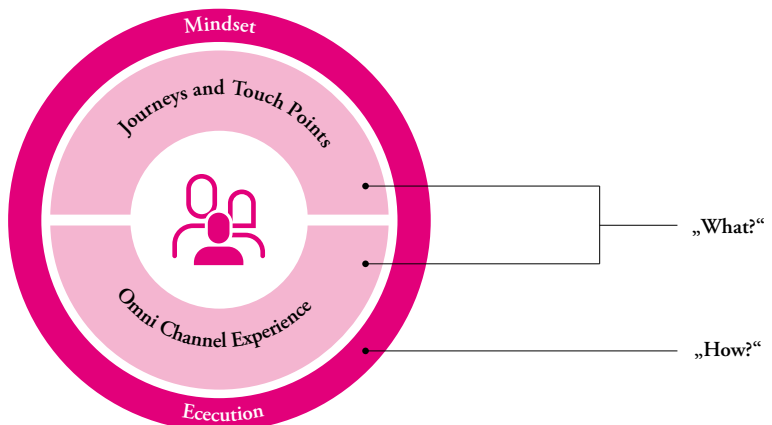 Mindset
Journeys and Touch Points
„What?“
Omni Channel Experience
„How?“
Ececution